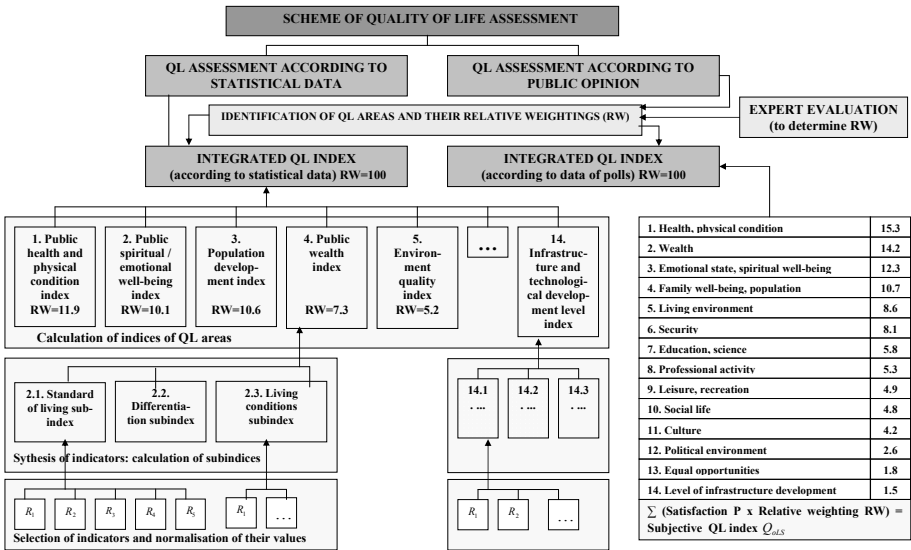 SCHEME OF QUALITY OF LIFE ASSESSMENT
QL ASSESSMENT ACCORDING TO
STATISTICAL DATA
QL ASSESSMENT ACCORDING TO
PUBLIC OPINION
IDENTIFICATION OF QL AREAS AND THEIR RELATIVE WEIGHTINGS (RW)
EXPERT EVALUATION
(to determine RW)
INTEGRATED QL INDEX
(according to statistical data) RW=100
INTEGRATED QL INDEX
(according to data of polls) RW=100
1. Public
health and
physical
condition
index
RW=11.9
2. Public
spiritual /
emotional
well-being
index
RW=10.1
3.
Population
develop-
ment index
RW=10.6
4. Public
wealth
index
RW=7.3
5.
Environ-
ment
quality
index
RW=5.2
...
14.
Infrastruc-
ture and
technologi-
cal develop-
ment level
index
Calculation of indices of QL areas
2.1. Standard
of living sub-
index
2.2.
Differentia-
tion subindex
2.3. Living
conditions
subindex
Sythesis of indicators: calculation of subindices
14.1
. ...
14.2
. ...
14.3
. ...
R1
R2
R3
R4
R5
R1
...
Selection of indicators and normalisation of their values
R1
R2
...
1. Health, physical condition 15.3
2. Wealth 14.2
3. Emotional state, spiritual well-being 12.3
4. Family well-being, population 10.7
5. Living environment 8.6
6. Security 8.1
7. Education, science 5.8
8. Professional activity 5.3
9. Leisure, recreation 4.9
10. Social life 4.8
11. Culture 4.2
12. Political environment 2.6
13. Equal opportunities 1.8
14. Level of infrastructure development 1.5
∑ (Satisfaction P x Relative weighting RW) =
Subjective QL index QoLS